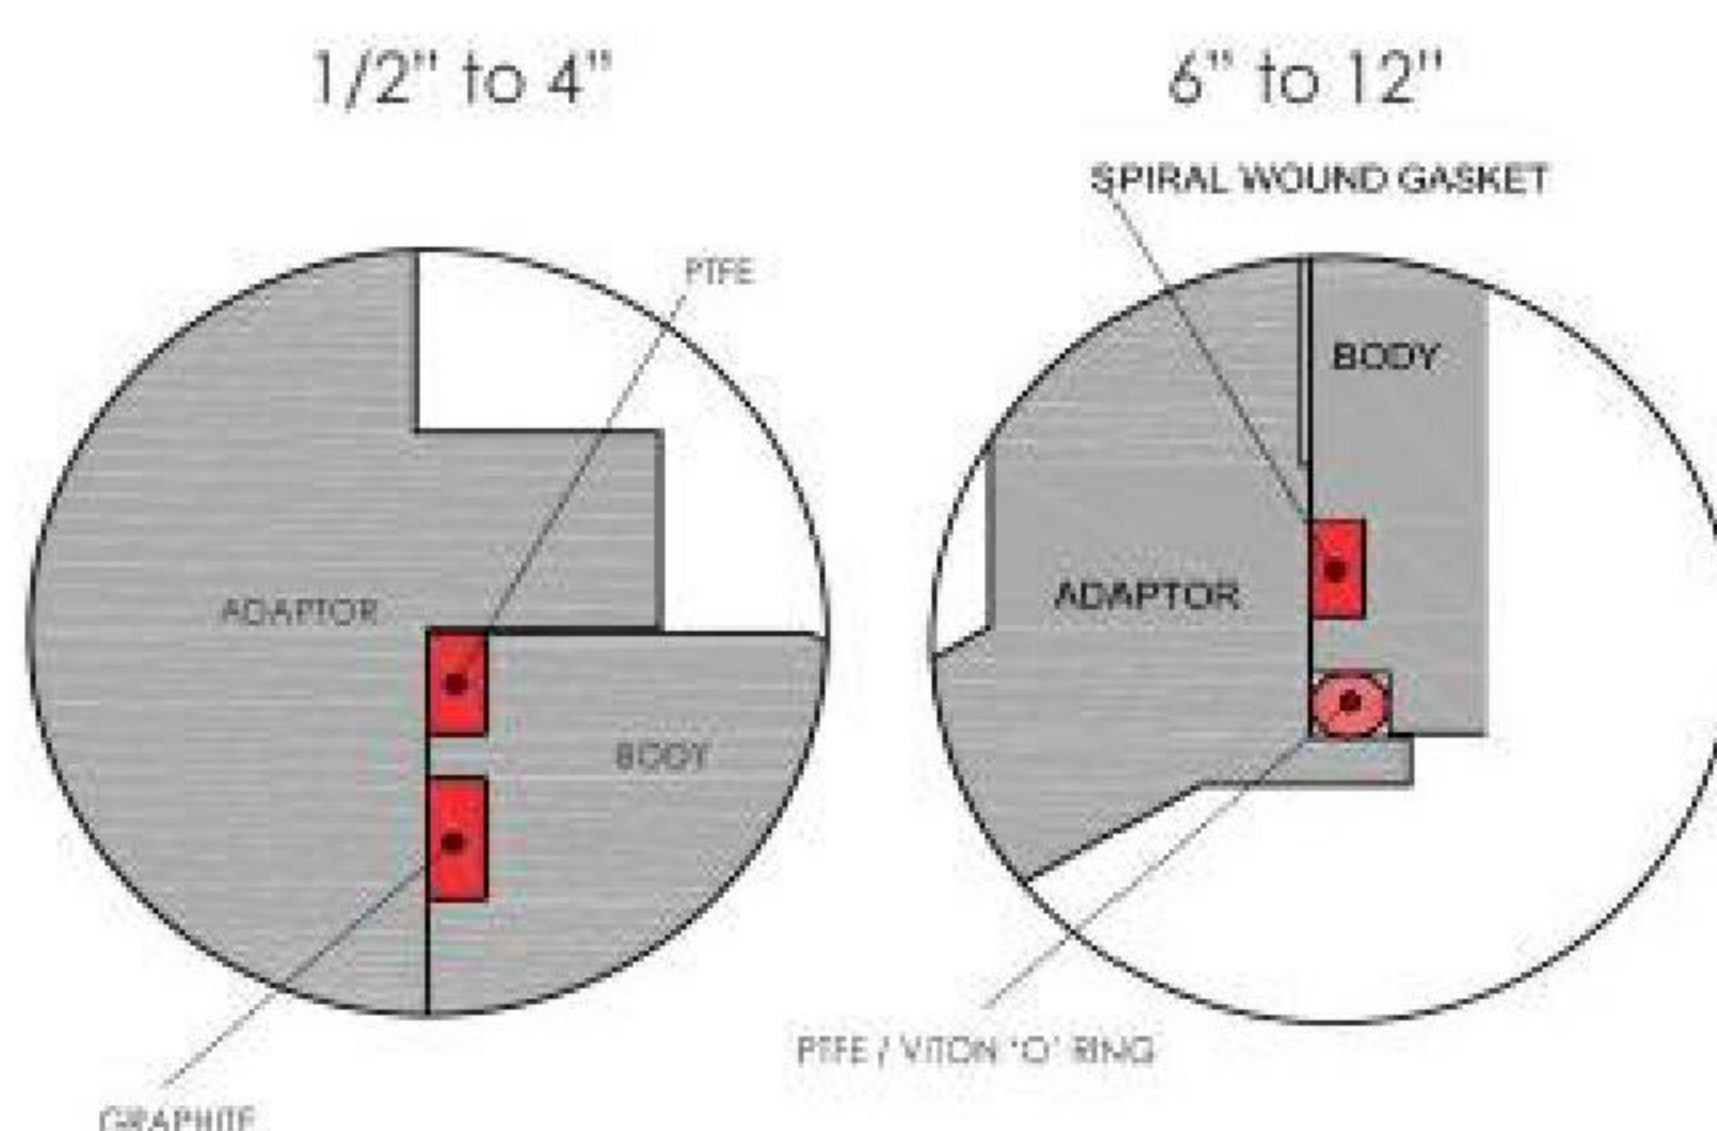 1/2" to 4"
6" to 12"
SPIRAL WOUND GASKET
PTFE
BODY
ADAPTOR
ADAPTOR
BODY
PTFE / VITON 'O' RING
GRAPHITE